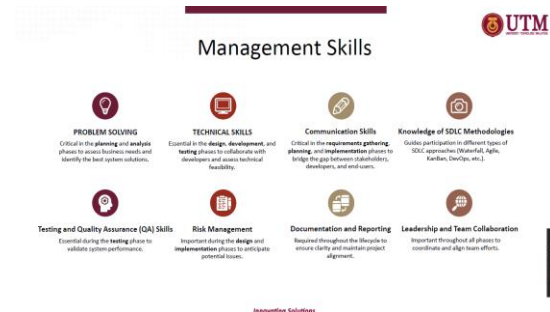 UTM
UNIVERSITI TEKNOLOGI MALAYSIA
Management Skills
PROBLEM SOLVING
Critical in the planning and analysis
phases to assess business needs and
identify the best system solutions.
TECHNICAL SKILLS
Essential in the design, development, and
testing phases to collaborate with
developers and assess technical
feasibility.
Communication Skills
Critical in the requirements gathering,
planning, and implementation phases to
bridge the gap between stakeholders,
developers, and end-users.
Knowledge of SDLC Methodologies
Guides participation in different types of
SDLC approaches (Waterfall, Agile,
KanBan, DevOps, etc.).
Testing and Quality Assurance (QA) Skills
Essential during the testing phase to
validate system performance.
Risk Management
Important during the design and
implementation phases to anticipate
potential issues.
Documentation and Reporting
Required throughout the lifecycle to
ensure clarity and maintain project
alignment.
Leadership and Team Collaboration
Important throughout all phases to
coordinate and align team efforts.
Innovating Solutions